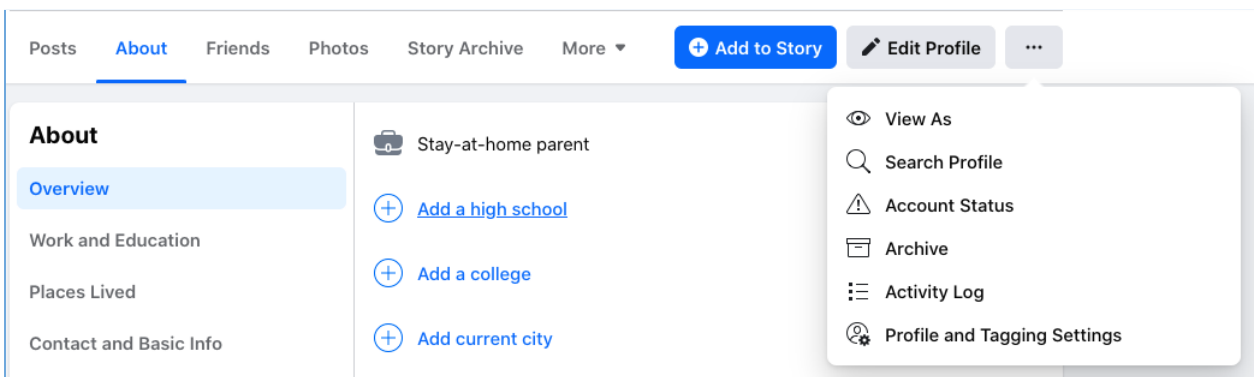 Posts About Friends Photos Story Archive More Add to Story Edit Profile ...
About
Overview
Work and Education
Places Lived
Contact and Basic Info
Stay-at-home parent
Add a high school
Add a college
Add current city
View As
Search Profile
Account Status
Archive
Activity Log
Profile and Tagging Settings